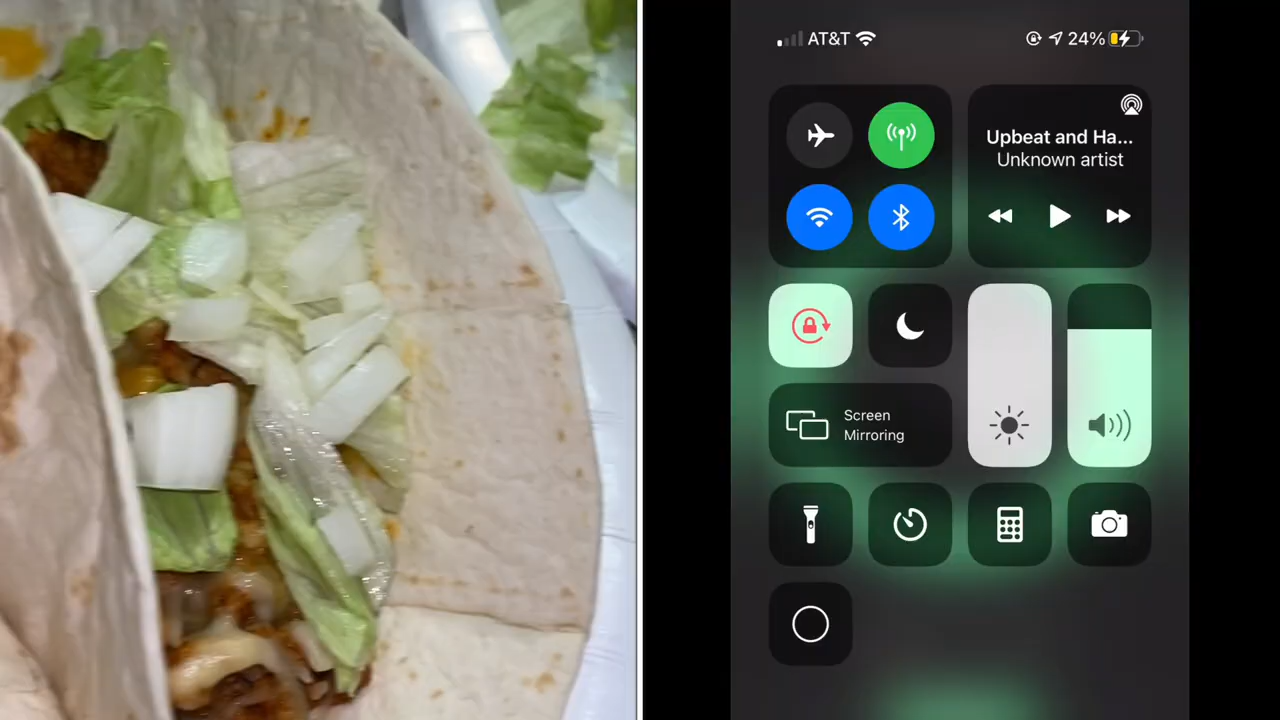 AT&T 24%
Upbeat and Ha...
Unknown artist
Screen
Mirroring